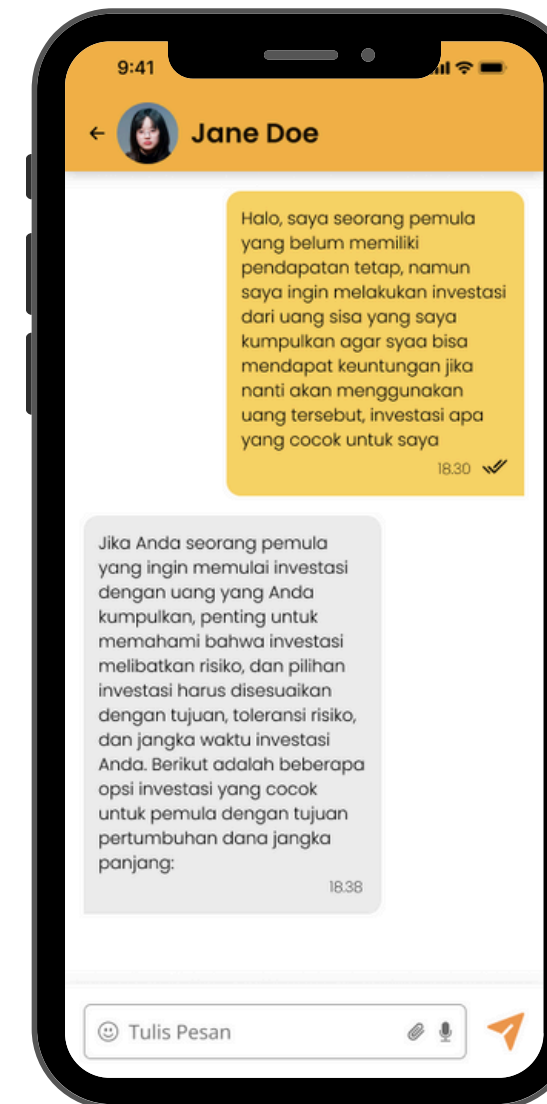 9:41
Jane Doe
Halo, saya seorang pemula
yang belum memiliki
pendapatan tetap, namun
saya ingin melakukan investasi
dari uang sisa yang saya
kumpulkan agar syaa bisa
mendapat keuntungan jika
nanti akan menggunakan
uang tersebut, investasi apa
yang cocok untuk saya
18.30
Jika Anda seorang pemula
yang ingin memulai investasi
dengan uang yang Anda
kumpulkan, penting untuk
memahami bahwa investasi
melibatkan risiko, dan pilihan
investasi harus disesuaikan
dengan tujuan, toleransi risiko,
dan jangka waktu investasi
Anda. Berikut adalah beberapa
opsi investasi yang cocok
untuk pemula dengan tujuan
pertumbuhan dana jangka
panjang:
18.38
Tulis Pesan